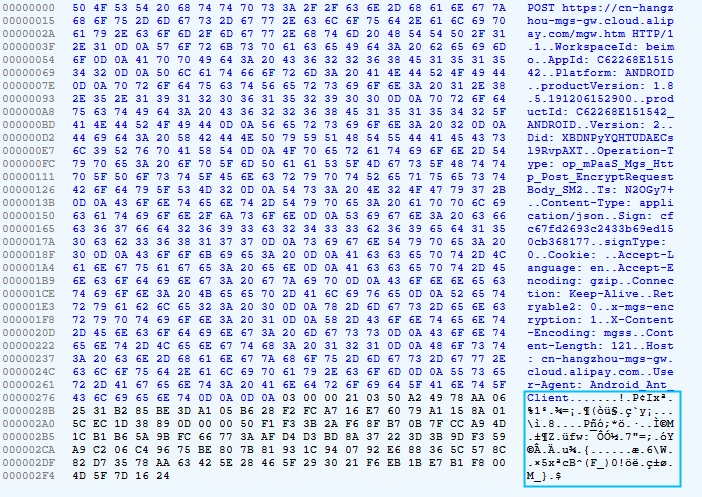 00000000 50 4F 53 54 20 68 74 74 70 73 3A 2F 2F 63 6E 2D 68 61 6E 67 7A POST https://cn-hangz
00000015 68 6F 75 2D 6D 67 73 2D 67 77 2E 63 6C 6F 75 64 2E 61 6C 69 70 hou-mgs-gw.cloud.alip
0000002A 61 79 2E 63 6F 6D 2F 6D 67 77 2E 68 74 6D 20 48 54 54 50 2F 31 ay.com/mgw.htm HTTP/1
0000003F 2E 31 0D 0A 57 6F 72 6B 73 70 61 63 65 49 64 3A 20 62 65 69 6D .1..WorkspaceId: beim
00000054 6F 0D 0A 41 70 70 49 64 3A 20 43 36 32 32 36 38 45 31 35 31 35 o..AppId: C62268E1515
00000069 34 32 0D 0A 50 6C 61 74 66 6F 72 6D 3A 20 41 4E 44 52 4F 49 44 42..Platform: ANDROID
0000007E 0D 0A 70 72 6F 64 75 63 74 56 65 72 73 69 6F 6E 3A 20 31 2E 38 ..productVersion: 1.8
00000093 2E 35 2E 31 39 31 32 30 36 31 35 32 39 30 30 0D 0A 70 72 6F 64 .5.191206152900..prod
000000A8 75 63 74 49 64 3A 20 43 36 32 32 36 38 45 31 35 31 35 34 32 5F uctId: C62268E151542_
000000BD 41 4E 44 52 4F 49 44 0D 0A 56 65 72 73 69 6F 6E 3A 20 32 0D 0A ANDROID..Version: 2..
000000D2 44 69 64 3A 20 58 42 44 4E 50 79 59 51 48 54 55 44 41 45 43 73 Did: XBDNPyYQHTUDAECs
000000E7 6C 39 52 76 70 41 58 54 0D 0A 4F 70 65 72 61 74 69 6F 6E 2D 54 l9RvpAXT..Operation-T
000000FC 79 70 65 3A 20 6F 70 5F 6D 50 61 61 53 5F 4D 67 73 5F 48 74 74 ype: op_mPaaS_Mgs_Htt
00000111 70 5F 50 6F 73 74 5F 45 6E 63 72 79 70 74 52 65 71 75 65 73 74 p_Post_EncryptRequest
00000126 42 6F 64 79 5F 53 4D 32 0D 0A 54 73 3A 20 4E 32 4F 47 79 37 2B Body_SM2..Ts: N2OGy7+
0000013B 0D 0A 43 6F 6E 74 65 6E 74 2D 54 79 70 65 3A 20 61 70 70 6C 69 ..Content-Type: appli
00000150 63 61 74 69 6F 6E 2F 6A 73 6F 6E 0D 0A 53 69 67 6E 3A 20 63 66 cation/json..Sign: cf
00000165 63 36 37 66 64 32 36 39 33 63 32 34 33 33 62 36 39 65 64 31 35 c67fd2693c2433b69ed15
0000017A 30 63 62 33 36 38 31 37 37 0D 0A 73 69 67 6E 54 79 70 65 3A 20 0cb368177..signType: 
0000018F 30 0D 0A 43 6F 6F 6B 69 65 3A 20 0D 0A 41 63 63 65 70 74 2D 4C 0..Cookie: ..Accept-L
000001A4 61 6E 67 75 61 67 65 3A 20 65 6E 0D 0A 41 63 63 65 70 74 2D 45 anguage: en..Accept-E
000001B9 6E 63 6F 64 69 6E 67 3A 20 67 7A 69 70 0D 0A 43 6F 6E 6E 65 63 ncoding: gzip..Connec
000001CE 74 69 6F 6E 3A 20 4B 65 65 70 2D 41 6C 69 76 65 0D 0A 52 65 74 tion: Keep-Alive..Ret
000001E3 72 79 61 62 6C 65 32 3A 20 30 0D 0A 78 2D 6D 67 73 2D 65 6E 63 ryable2: 0..x-mgs-enc
000001F8 72 79 70 74 69 6F 6E 3A 20 31 0D 0A 58 2D 43 6F 6E 74 65 6E 74 ryption: 1..X-Content
0000020D 2D 45 6E 63 6F 64 69 6E 67 3A 20 6D 67 73 73 0D 0A 43 6F 6E 74 -Encoding: mgss..Cont
00000222 65 6E 74 2D 4C 65 6E 67 74 68 3A 20 31 32 31 0D 0A 48 6F 73 74 ent-Length: 121..Host
00000237 3A 20 63 6E 2D 68 61 6E 67 7A 68 6F 75 2D 6D 67 73 2D 67 77 2E : cn-hangzhou-mgs-gw.
0000024C 63 6C 6F 75 64 2E 61 6C 69 70 61 79 2E 63 6F 6D 0D 0A 55 73 65 cloud.alipay.com..Use
00000261 72 2D 41 67 65 6E 74 3A 20 41 6E 64 72 6F 69 64 5F 41 6E 74 5F r-Agent: Android_Ant_
00000276 43 6C 69 65 6E 74 0D 0A 0D 0A 03 00 00 21 03 50 A2 49 78 AA 06 Client.......!.P¢Ixª.
0000028B 25 31 B2 85 BE 3D A1 05 B6 28 F2 FC A7 16 E7 60 79 A1 15 8A 01 %1².¾=¡.¶(òü§.ç`y¡...
000002A0 5C EC 1D 38 89 0D 00 00 50 F1 F3 3B 2A F6 8F B7 0B 7F CC A9 4D \ì.8....Pñó;*ö.·..Ì©M
000002B5 1C B1 B6 5A 9B FC 66 77 3A AF D4 D3 BD 8A 37 22 3D 3B 9D F3 59 .±¶Z.üfw:¯ÔÓ½.7"=;.óY
000002CA A9 C2 06 C4 96 75 BE 80 7B 81 93 1C 94 07 92 E6 88 36 5C 57 8C ©Â.Ä.u¾.{......æ.6\W.
000002DF 82 D7 35 78 AA 63 42 5E 28 46 5F 29 30 21 F6 EB 1B E7 B1 F8 00 .×5xªcB^(F_)0!öë.ç±ø.
000002F4 4D 5F 7D 16 24 M_}.$